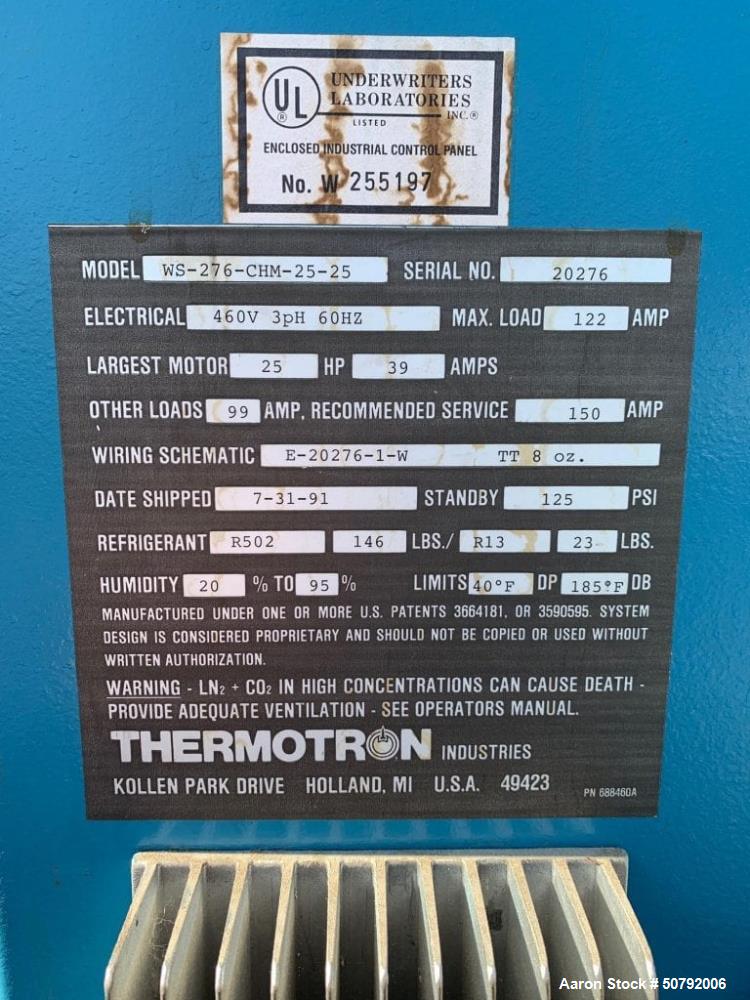 UL
®
UNDERWRITERS
LABORATORIES
INC.®
LISTED
ENCLOSED INDUSTRIAL CONTROL PANEL
No. W 255197
MODEL WS-276-CHM-25-25 SERIAL NO. 20276
ELECTRICAL 460V 3pH 60HZ MAX. LOAD 122 AMP
LARGEST MOTOR 25 HP 39 AMPS
OTHER LOADS 99 AMP. RECOMMENDED SERVICE 150 AMP
WIRING SCHEMATIC E-20276-1-W TT 8 oz.
DATE SHIPPED 7-31-91 STANDBY 125 PSI
REFRIGERANT R502 146 LBS./ R13 23 LBS.
HUMIDITY 20 % TO 95 % LIMITS 40°F DP 185°F DB
MANUFACTURED UNDER ONE OR MORE U.S. PATENTS 3664181, OR 3590595. SYSTEM
DESIGN IS CONSIDERED PROPRIETARY AND SHOULD NOT BE COPIED OR USED WITHOUT
WRITTEN AUTHORIZATION.
WARNING - LN₂ + CO₂ IN HIGH CONCENTRATIONS CAN CAUSE DEATH -
PROVIDE ADEQUATE VENTILATION - SEE OPERATORS MANUAL.
THERMOTRON INDUSTRIES
KOLLEN PARK DRIVE HOLLAND, MI U.S.A. 49423
PN 688460A
Aaron Stock # 50792006